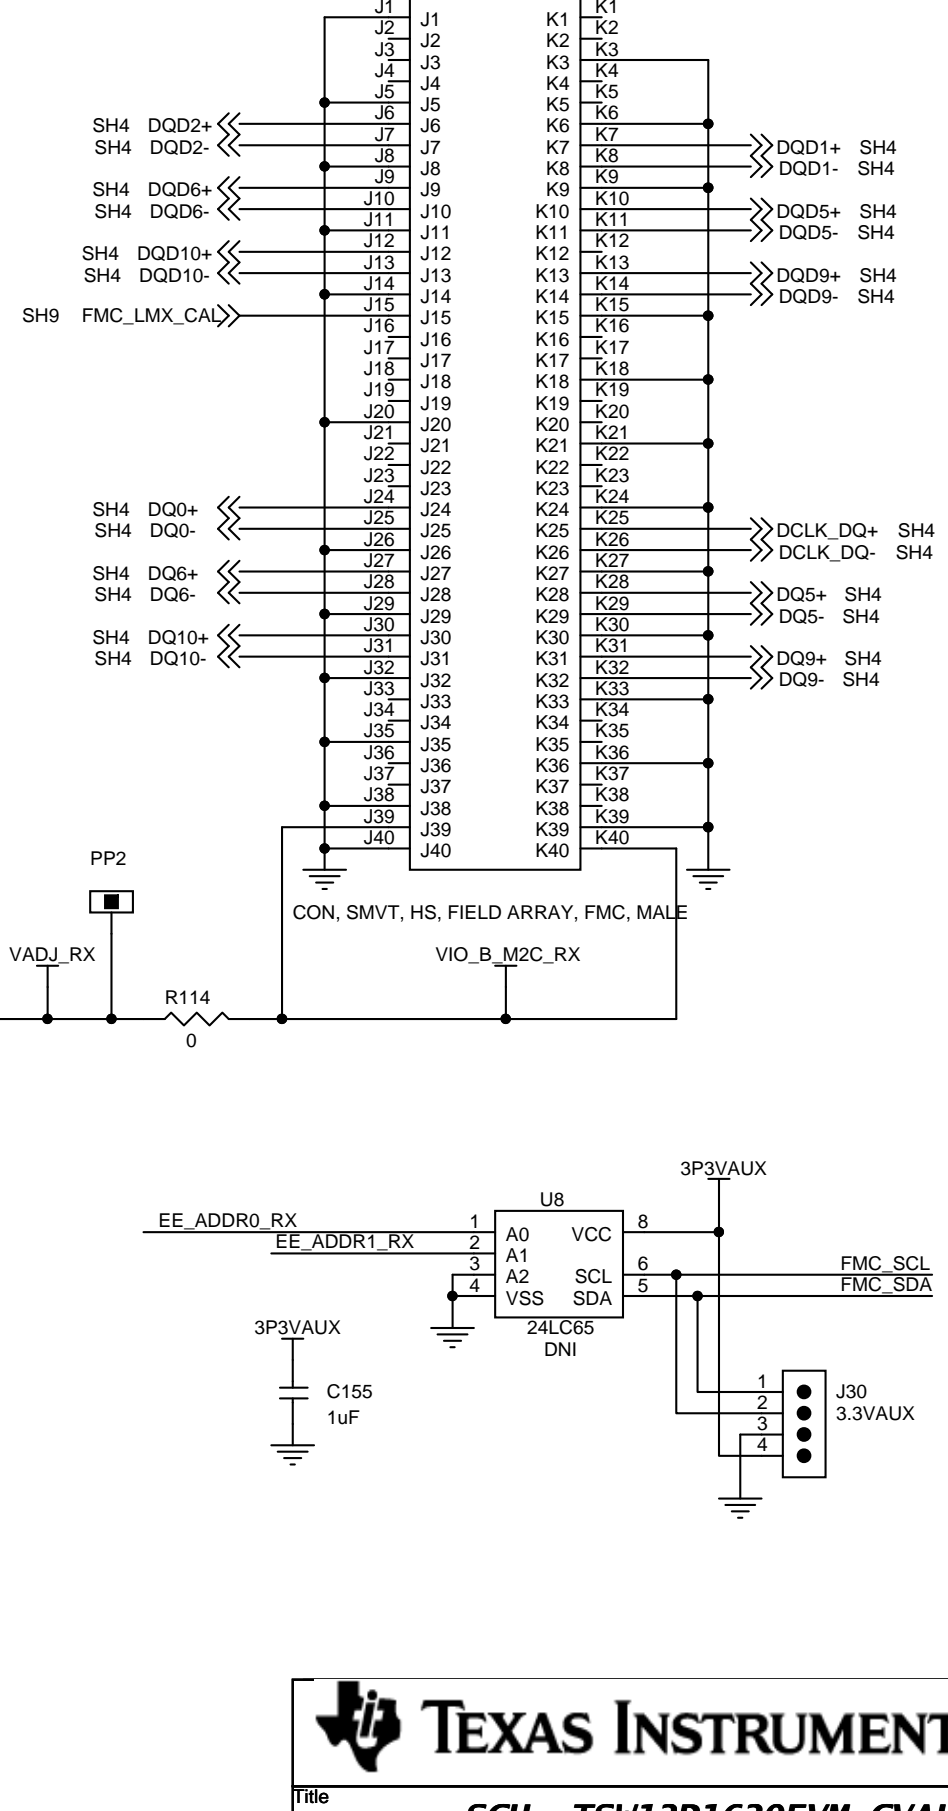 J1 J1 K1 K1
J2 J2 K2 K2
J3 J3 K3 K3
J4 J4 K4 K4
J5 J5 K5 K5
SH4 DQD2+ J6 J6 K6 K6
SH4 DQD2- J7 J7 K7 K7 DQD1+ SH4
J8 J8 K8 K8 DQD1- SH4
SH4 DQD6+ J9 J9 K9 K9
SH4 DQD6- J10 J10 K10 K10 DQD5+ SH4
J11 J11 K11 K11 DQD5- SH4
SH4 DQD10+ J12 J12 K12 K12
SH4 DQD10- J13 J13 K13 K13 DQD9+ SH4
J14 J14 K14 K14 DQD9- SH4
SH9 FMC_LMX_CAL J15 J15 K15 K15
J16 J16 K16 K16
J17 J17 K17 K17
J18 J18 K18 K18
J19 J19 K19 K19
J20 J20 K20 K20
J21 J21 K21 K21
J22 J22 K22 K22
J23 J23 K23 K23
SH4 DQ0+ J24 J24 K24 K24
SH4 DQ0- J25 J25 K25 K25 DCLK_DQ+ SH4
J26 J26 K26 K26 DCLK_DQ- SH4
SH4 DQ6+ J27 J27 K27 K27
SH4 DQ6- J28 J28 K28 K28 DQ5+ SH4
J29 J29 K29 K29 DQ5- SH4
SH4 DQ10+ J30 J30 K30 K30
SH4 DQ10- J31 J31 K31 K31 DQ9+ SH4
J32 J32 K32 K32 DQ9- SH4
J33 J33 K33 K33
J34 J34 K34 K34
J35 J35 K35 K35
J36 J36 K36 K36
J37 J37 K37 K37
J38 J38 K38 K38
J39 J39 K39 K39
J40 J40 K40 K40
PP2
CON, SMVT, HS, FIELD ARRAY, FMC, MALE
VADJ_RX VIO_B_M2C_RX
R114
0
3P3VAUX
U8
EE_ADDR0_RX 1 A0 VCC 8
EE_ADDR1_RX 2 A1
3 A2 SCL 6 FMC_SCL
4 VSS SDA 5 FMC_SDA
3P3VAUX 24LC65
DNI
C155 1 J30
1uF 2 3.3VAUX
3
4
TEXAS INSTRUMENT
Title